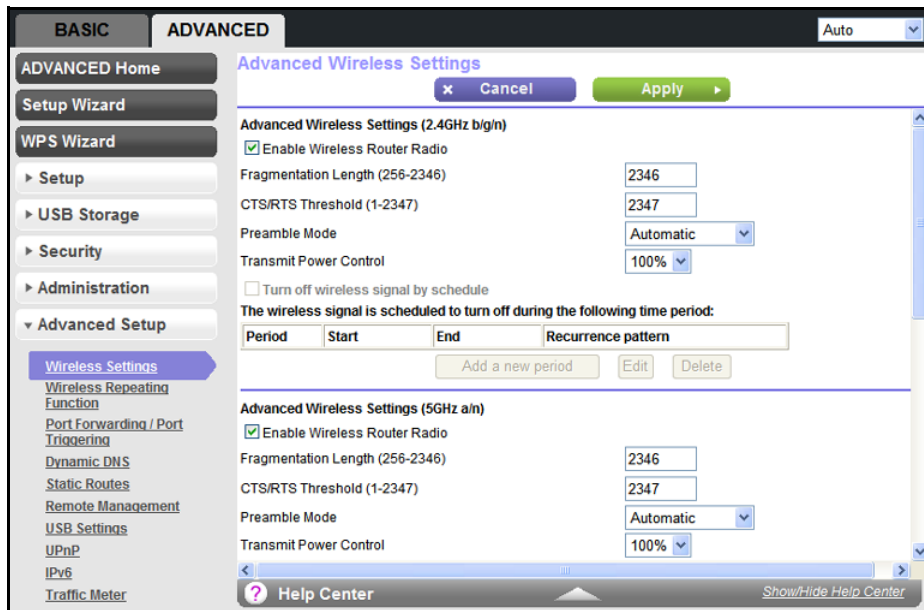 BASIC
ADVANCED
Auto
ADVANCED Home
Setup Wizard
WPS Wizard
Setup
USB Storage
Security
Administration
Advanced Setup
Wireless Settings
Wireless Repeating
Function
Port Forwarding / Port
Triggering
Dynamic DNS
Static Routes
Remote Management
USB Settings
UPnP
IPv6
Traffic Meter
Advanced Wireless Settings
x Cancel
Apply
Advanced Wireless Settings (2.4GHz b/g/n)
Enable Wireless Router Radio
Fragmentation Length (256-2346) 2346
CTS/RTS Threshold (1-2347) 2347
Preamble Mode Automatic
Transmit Power Control 100%
Turn off wireless signal by schedule
The wireless signal is scheduled to turn off during the following time period:
Period Start End Recurrence pattern
Add a new period Edit Delete
Advanced Wireless Settings (5GHz a/n)
Enable Wireless Router Radio
Fragmentation Length (256-2346) 2346
CTS/RTS Threshold (1-2347) 2347
Preamble Mode Automatic
Transmit Power Control 100%
? Help Center
Show/Hide Help Center